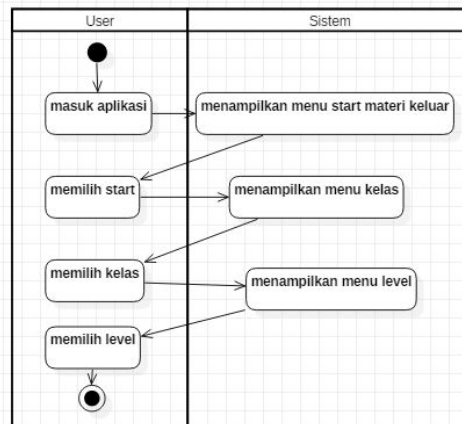 User
Sistem
masuk aplikasi
menampilkan menu start materi keluar
memilih start
menampilkan menu kelas
memilih kelas
menampilkan menu level
memilih level